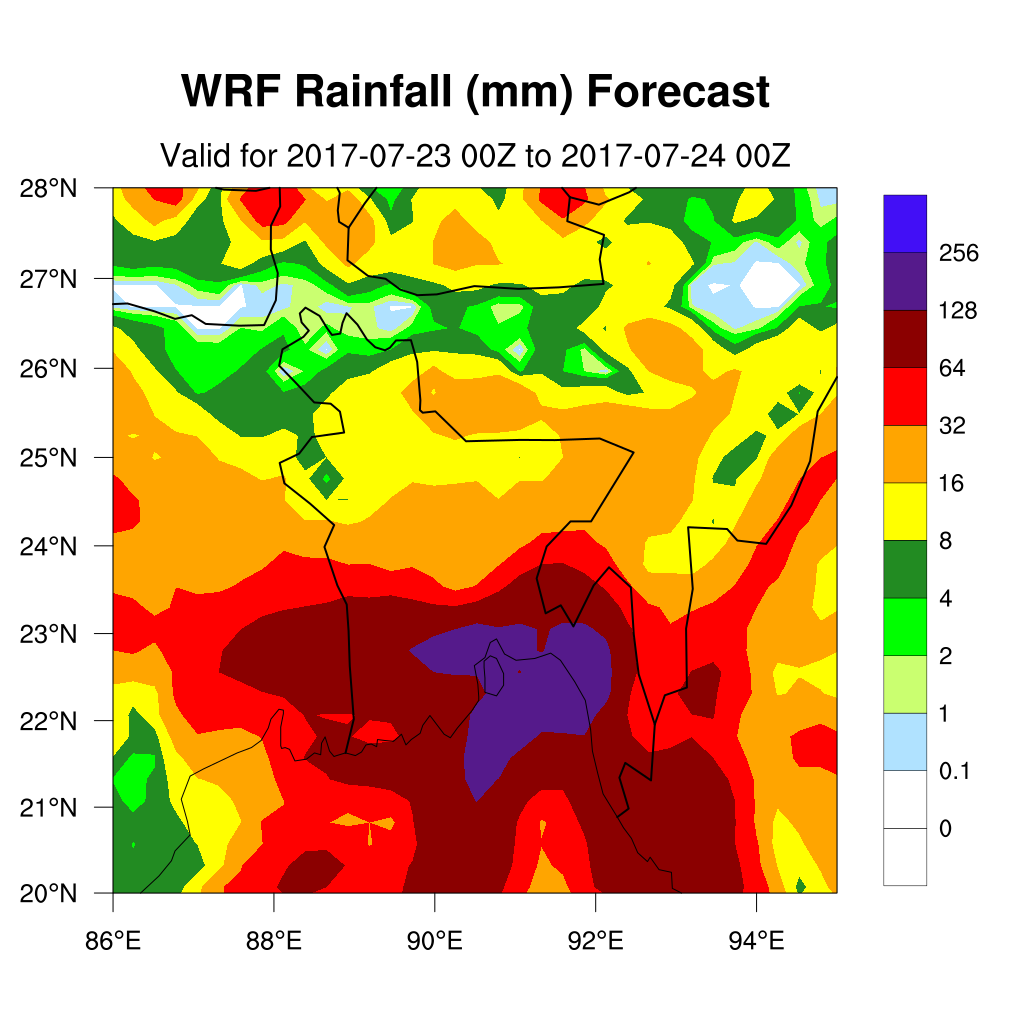 WRF Rainfall (mm) Forecast
Valid for 2017-07-23 00Z to 2017-07-24 00Z
28°N
27°N
26°N
25°N
24°N
23°N
22°N
21°N
20°N
86°E 88°E 90°E 92°E 94°E
256
128
64
32
16
8
4
2
1
0.1
0